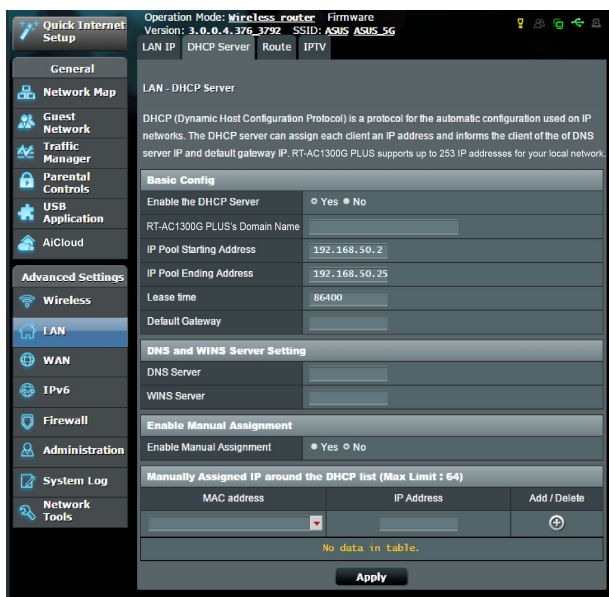 Quick Internet
Setup
Operation Mode: Wireless router Firmware
Version: 3.0.0.4.376_3792 SSID: ASUS ASUS_5G
LAN IP DHCP Server Route IPTV
General
Network Map
Guest
Network
Traffic
Manager
Parental
Controls
USB
Application
AiCloud
Advanced Settings
Wireless
LAN
WAN
IPv6
Firewall
Administration
System Log
Network
Tools
LAN - DHCP Server
DHCP (Dynamic Host Configuration Protocol) is a protocol for the automatic configuration used on IP
networks. The DHCP server can assign each client an IP address and informs the client of the of DNS
server IP and default gateway IP. RT-AC1300G PLUS supports up to 253 IP addresses for your local network.
Basic Config
Enable the DHCP Server Yes No
RT-AC1300G PLUS's Domain Name
IP Pool Starting Address 192.168.50.2
IP Pool Ending Address 192.168.50.25
Lease time 86400
Default Gateway
DNS and WINS Server Setting
DNS Server
WINS Server
Enable Manual Assignment
Enable Manual Assignment Yes No
Manually Assigned IP around the DHCP list (Max Limit : 64)
MAC address IP Address Add / Delete
No data in table.
Apply